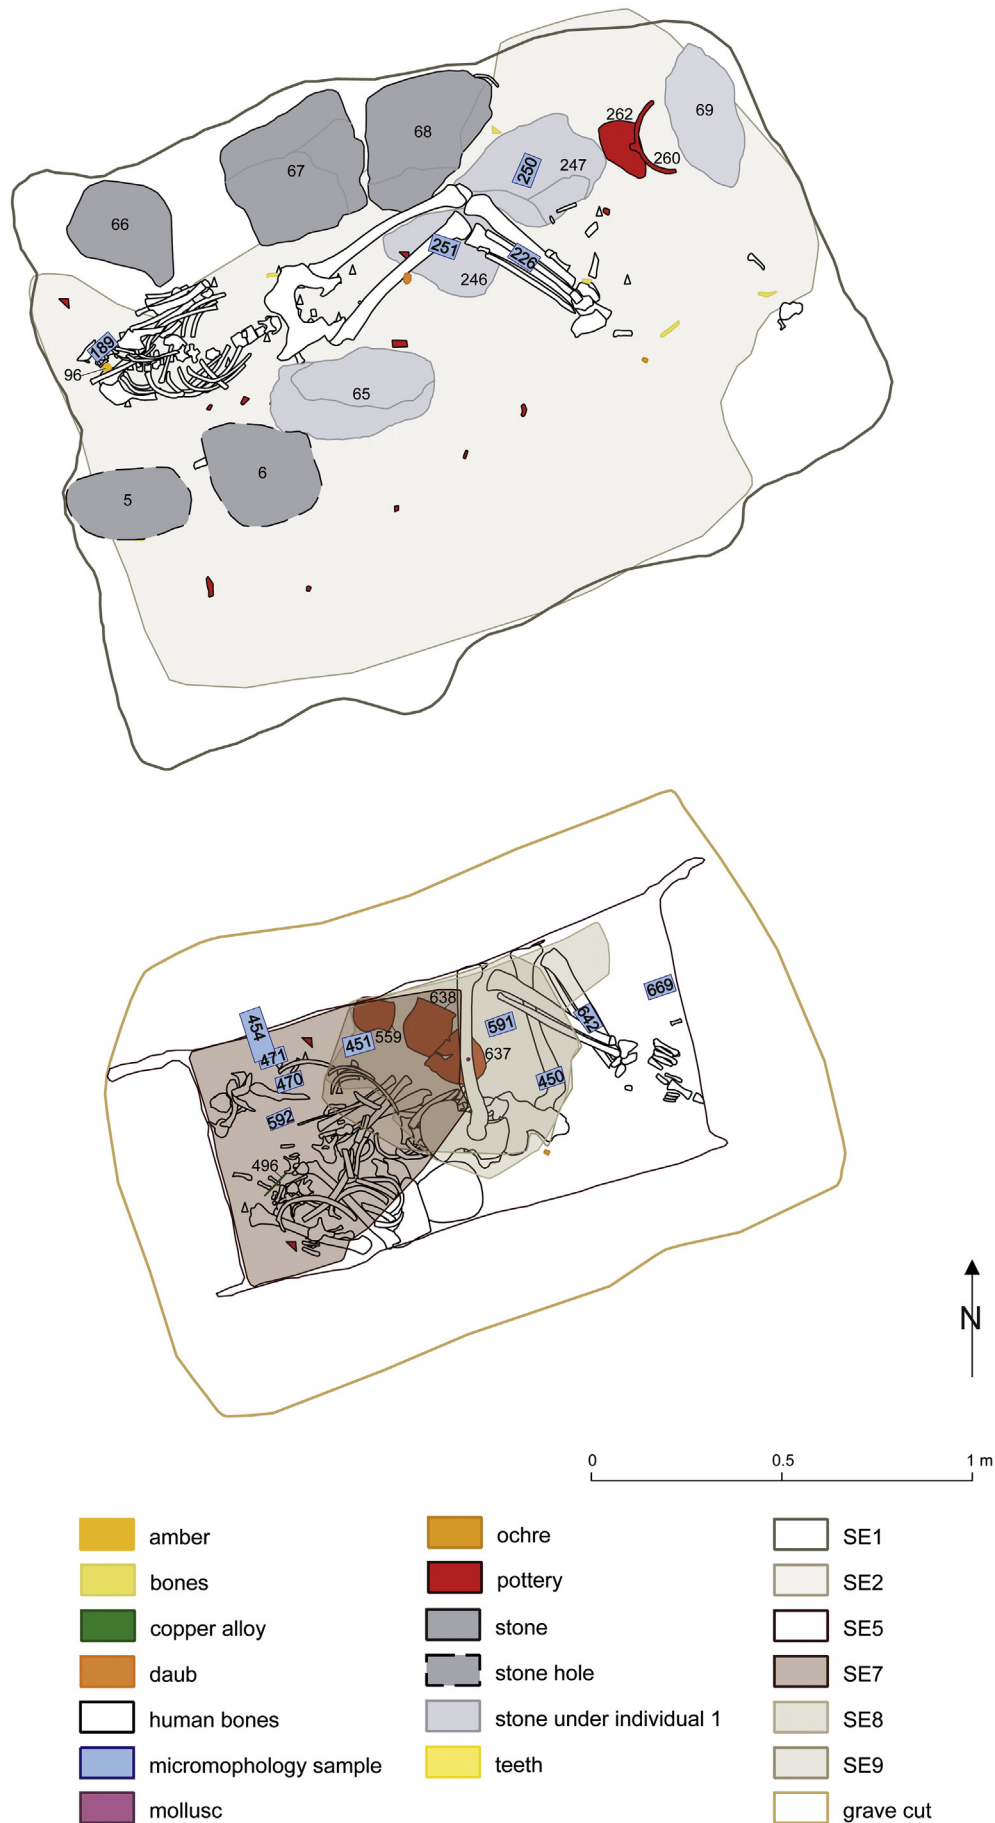 69
262
260
68
67
250
247
66
251
226
246
189
96
65
6
5
669
638
454
591
642
559
451
471
637
470
450
592
496
N
0 0.5 1 m
amber
bones
copper alloy
daub
human bones
micromophology sample
mollusc
ochre
pottery
stone
stone hole
stone under individual 1
teeth
SE1
SE2
SE5
SE7
SE8
SE9
grave cut